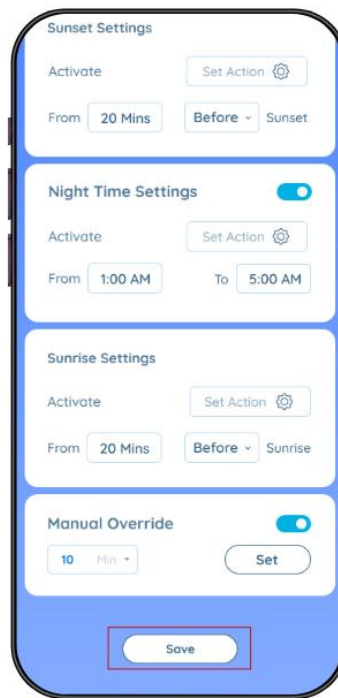 Sunset Settings
Activate Set Action
From 20 Mins Before Sunset
Night Time Settings
Activate Set Action
From 1:00 AM To 5:00 AM
Sunrise Settings
Activate Set Action
From 20 Mins Before Sunrise
Manual Override
10 Min Set
Save